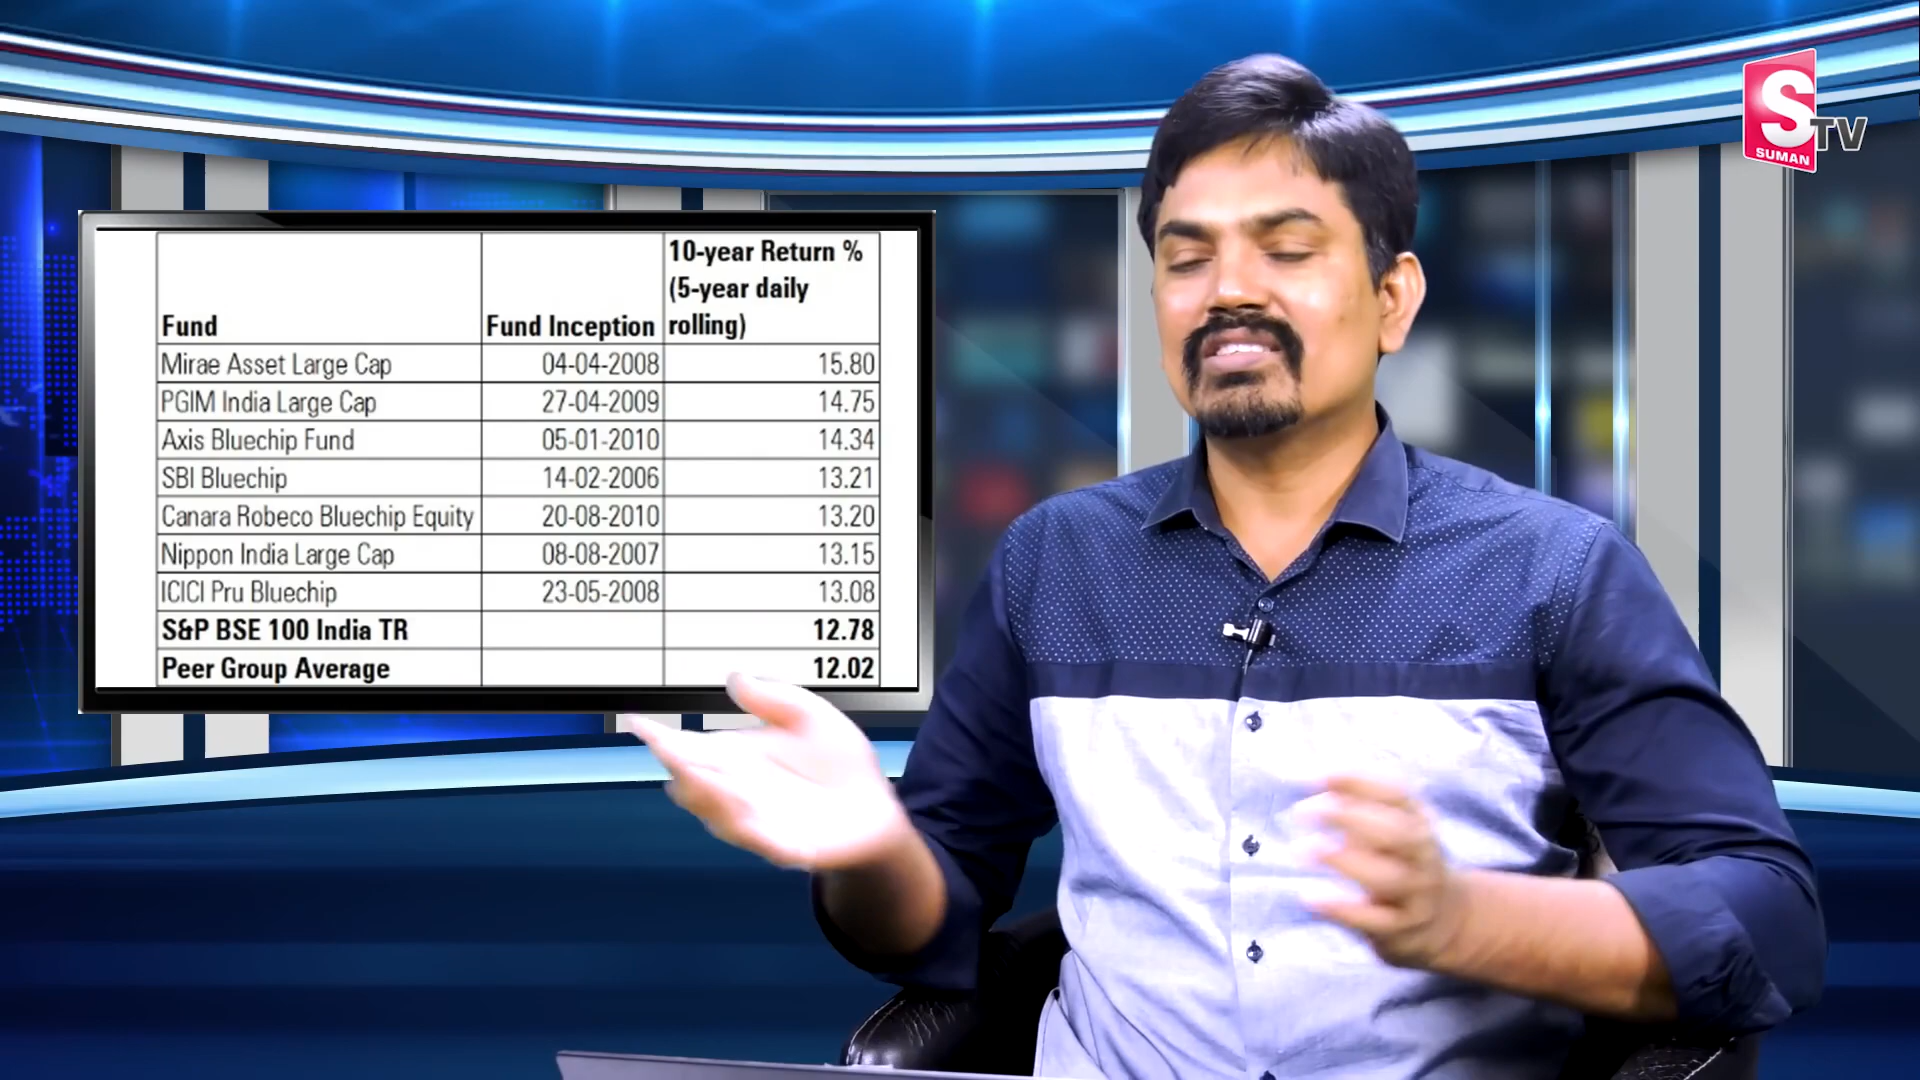 S
TV
SUMAN
10-year Return %
(5-year daily
Fund Fund Inception rolling)
Mirae Asset Large Cap 04-04-2008 15.80
PGIM India Large Cap 27-04-2009 14.75
Axis Bluechip Fund 05-01-2010 14.34
SBI Bluechip 14-02-2006 13.21
Canara Robeco Bluechip Equity 20-08-2010 13.20
Nippon India Large Cap 08-08-2007 13.15
ICICI Pru Bluechip 23-05-2008 13.08
S&P BSE 100 India TR 12.78
Peer Group Average 12.02